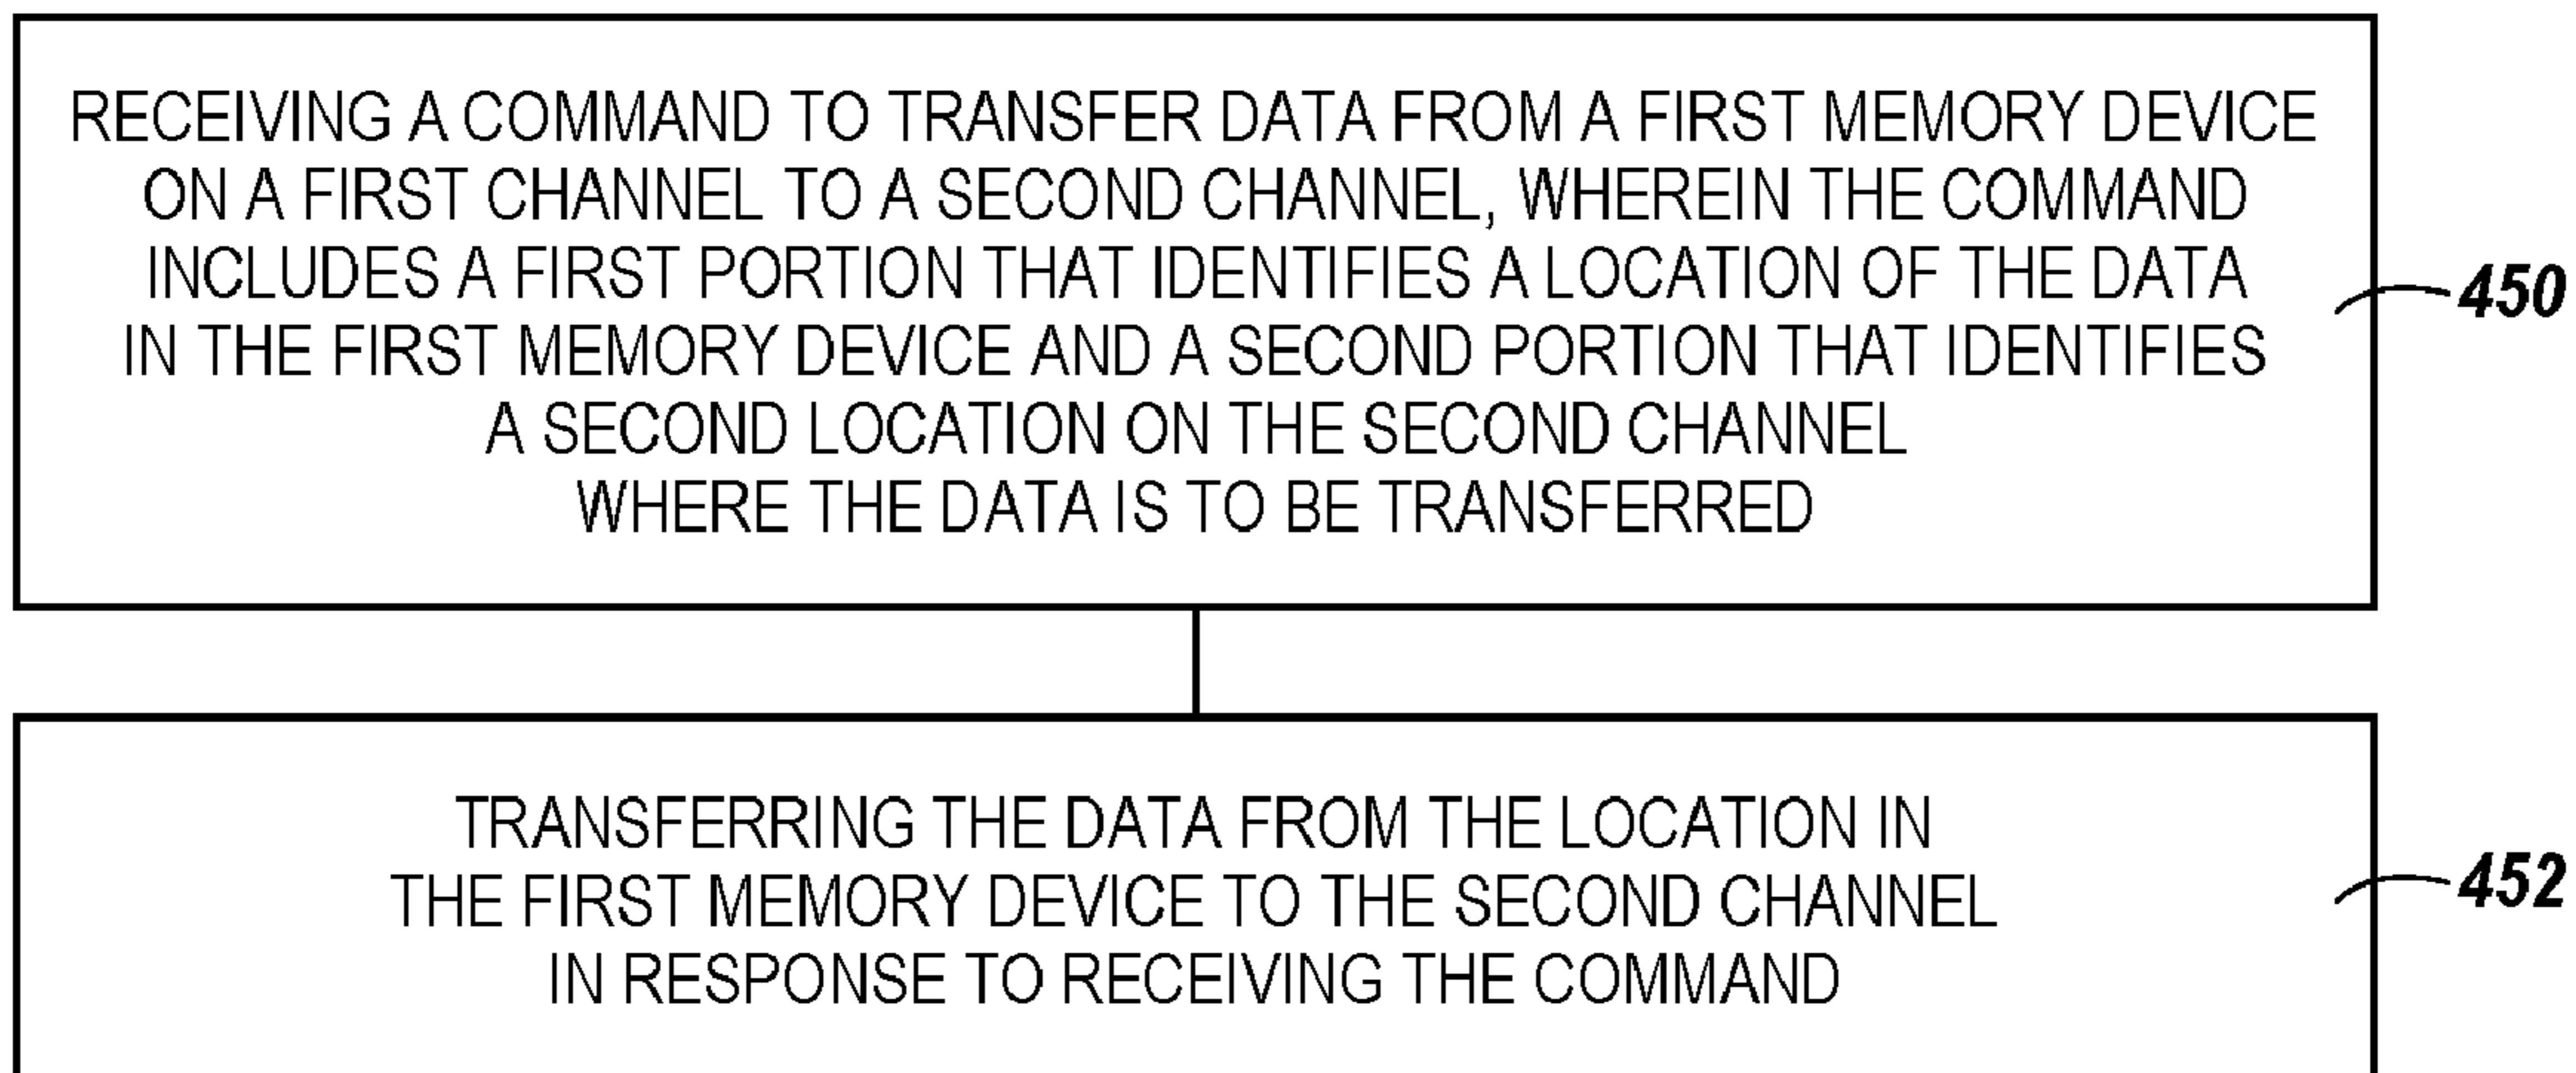 RECEIVING A COMMAND TO TRANSFER DATA FROM A FIRST MEMORY DEVICE
ON A FIRST CHANNEL TO A SECOND CHANNEL, WHEREIN THE COMMAND
INCLUDES A FIRST PORTION THAT IDENTIFIES A LOCATION OF THE DATA
IN THE FIRST MEMORY DEVICE AND A SECOND PORTION THAT IDENTIFIES
A SECOND LOCATION ON THE SECOND CHANNEL
WHERE THE DATA IS TO BE TRANSFERRED
450
TRANSFERRING THE DATA FROM THE LOCATION IN
THE FIRST MEMORY DEVICE TO THE SECOND CHANNEL
IN RESPONSE TO RECEIVING THE COMMAND
452